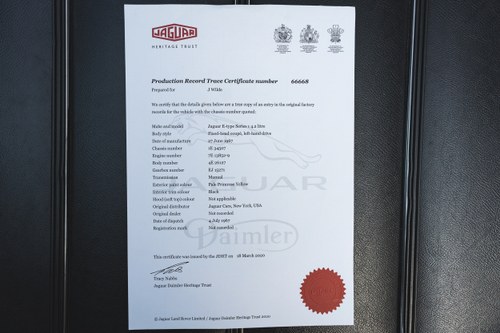 JAGUAR
HERITAGE TRUST
Production Record Trace Certificate number 66668
Prepared for J Wilds
We certify that the details given below are a true copy of an entry in the original factory
records for the vehicle with the chassis number quoted.
Make and model Jaguar E-type Series 1 4.2 litre
Body style Fixed-head coupé, left-hand drive
Date of manufacture 27 June 1967
Chassis number
Engine number
Body number
Gearbox number
Transmission Manual
Exterior paint colour Pale Primrose Yellow
Interior trim colour Black
Hood (soft top) colour Not applicable
Original distributor Jaguar Cars, New York, USA
Original dealer Not recorded
Date of dispatch 4 July 1967
Registration mark Not recorded
JAGUAR
Daimler
This certificate was issued by the JDHT on 18 March 2010
Jaguar Daimler Heritage Trust